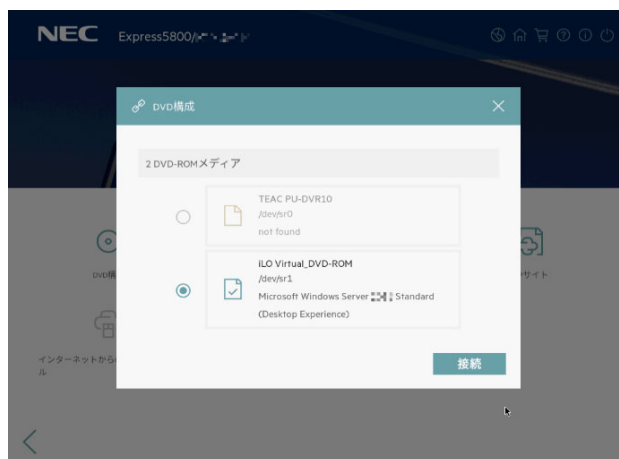 NEC Express5800/
DVD構成
2 DVD-ROMメディア
TEAC PU-DVR10
/dev/sr0
not found
iLO Virtual_DVD-ROM
/dev/sr1
Microsoft Windows Server Standard
(Desktop Experience)
接続
DVD構
サイト
インターネットから
ル